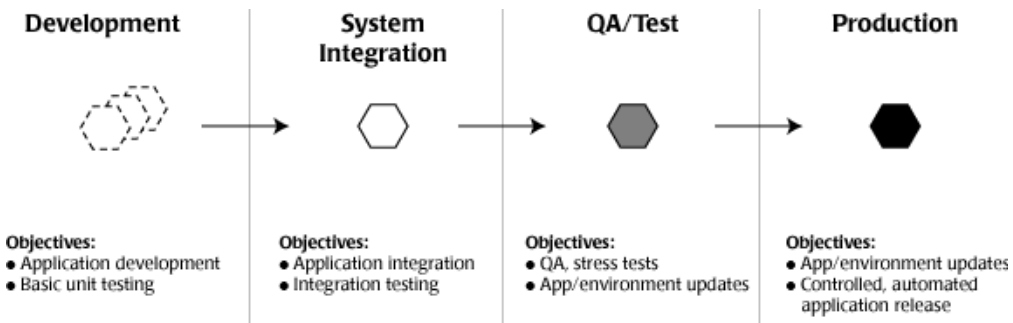 Development
System
Integration
QA/Test
Production
Objectives:
● Application development
● Basic unit testing
Objectives:
● Application integration
● Integration testing
Objectives:
● QA, stress tests
● App/environment updates
Objectives:
● App/environment updates
● Controlled, automated
application release